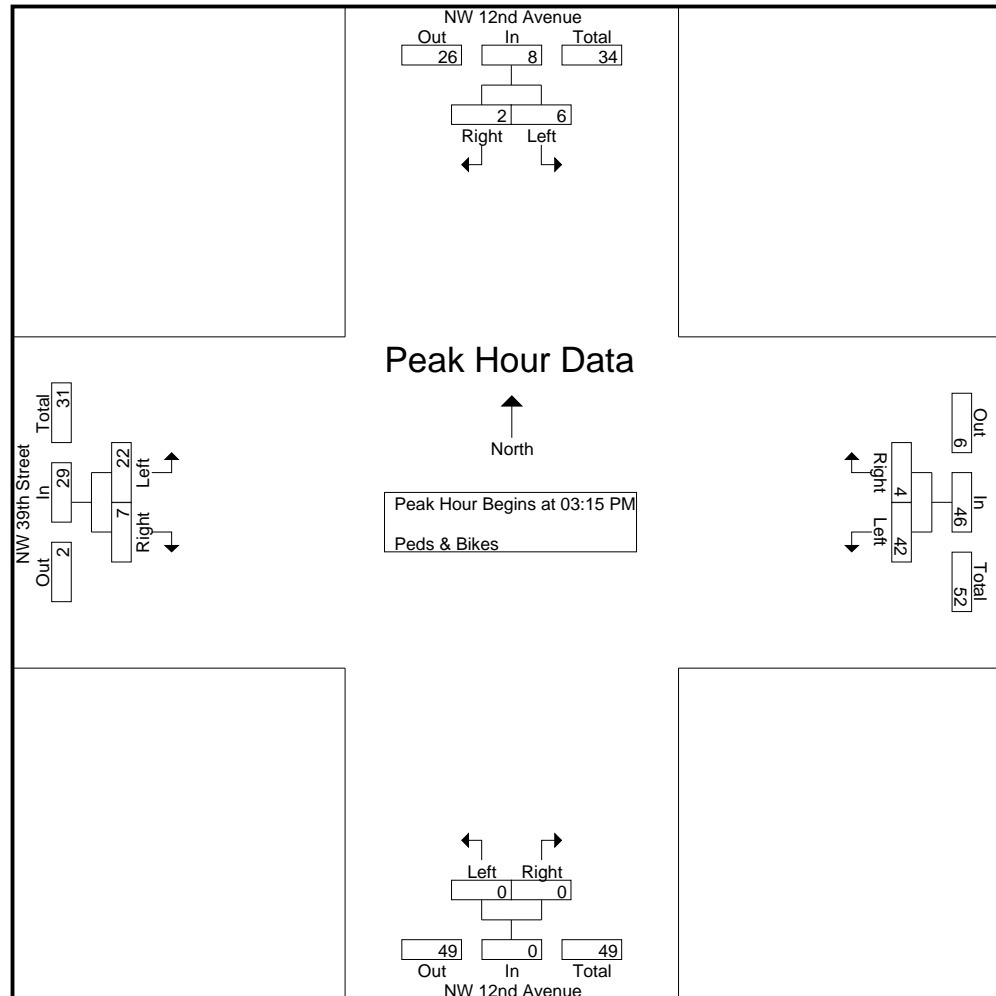 NW 12nd Avenue
Out In Total
26 8 34
2 6
Right Left
Peak Hour Data
North
Peak Hour Begins at 03:15 PM
Peds & Bikes
NW 39th Street
Total 31
In 29
Out 2
Left 22
Right 7
Right 4
Left 42
Out 6
In 46
Total 52
Left Right
0 0
49 0 49
Out In Total
NW 12nd Avenue